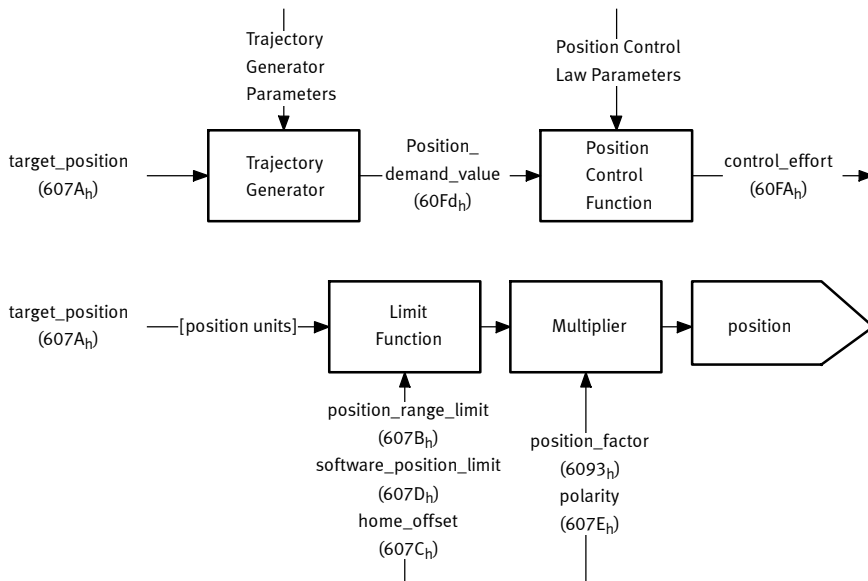 Trajectory
Generator
Parameters
Position Control
Law Parameters
target_position
(607Ah)
Trajectory
Generator
Position_
demand_value
(60Fdh)
Position
Control
Function
control_effort
(60FAh)
target_position
(607Ah)
[position units]
Limit
Function
Multiplier
position
position_range_limit
(607Bh)
software_position_limit
(607Dh)
home_offset
(607Ch)
position_factor
(6093h)
polarity
(607Eh)